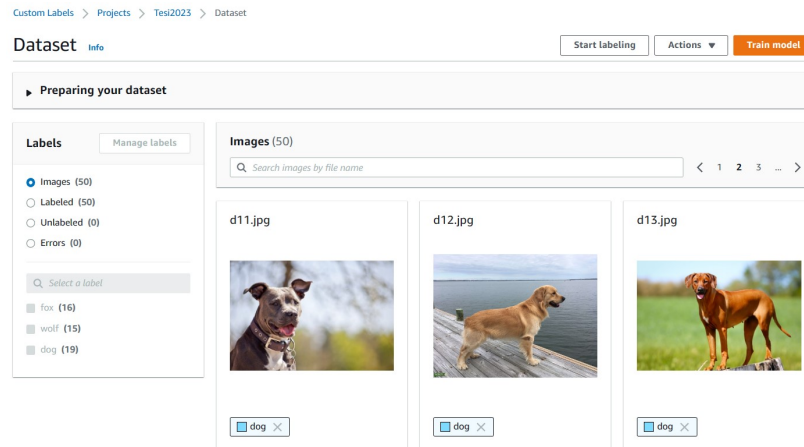 Custom Labels > Projects > Tesi2023 > Dataset
Dataset Info
Start labeling Actions ▼ Train model
Preparing your dataset
Labels Manage labels
Images (50)
Labeled (50)
Unlabeled (0)
Errors (0)
Select a label
fox (16)
wolf (15)
dog (19)
Images (50)
Search images by file name
< 1 2 3 ... >
d11.jpg d12.jpg d13.jpg
dog × dog × dog ×